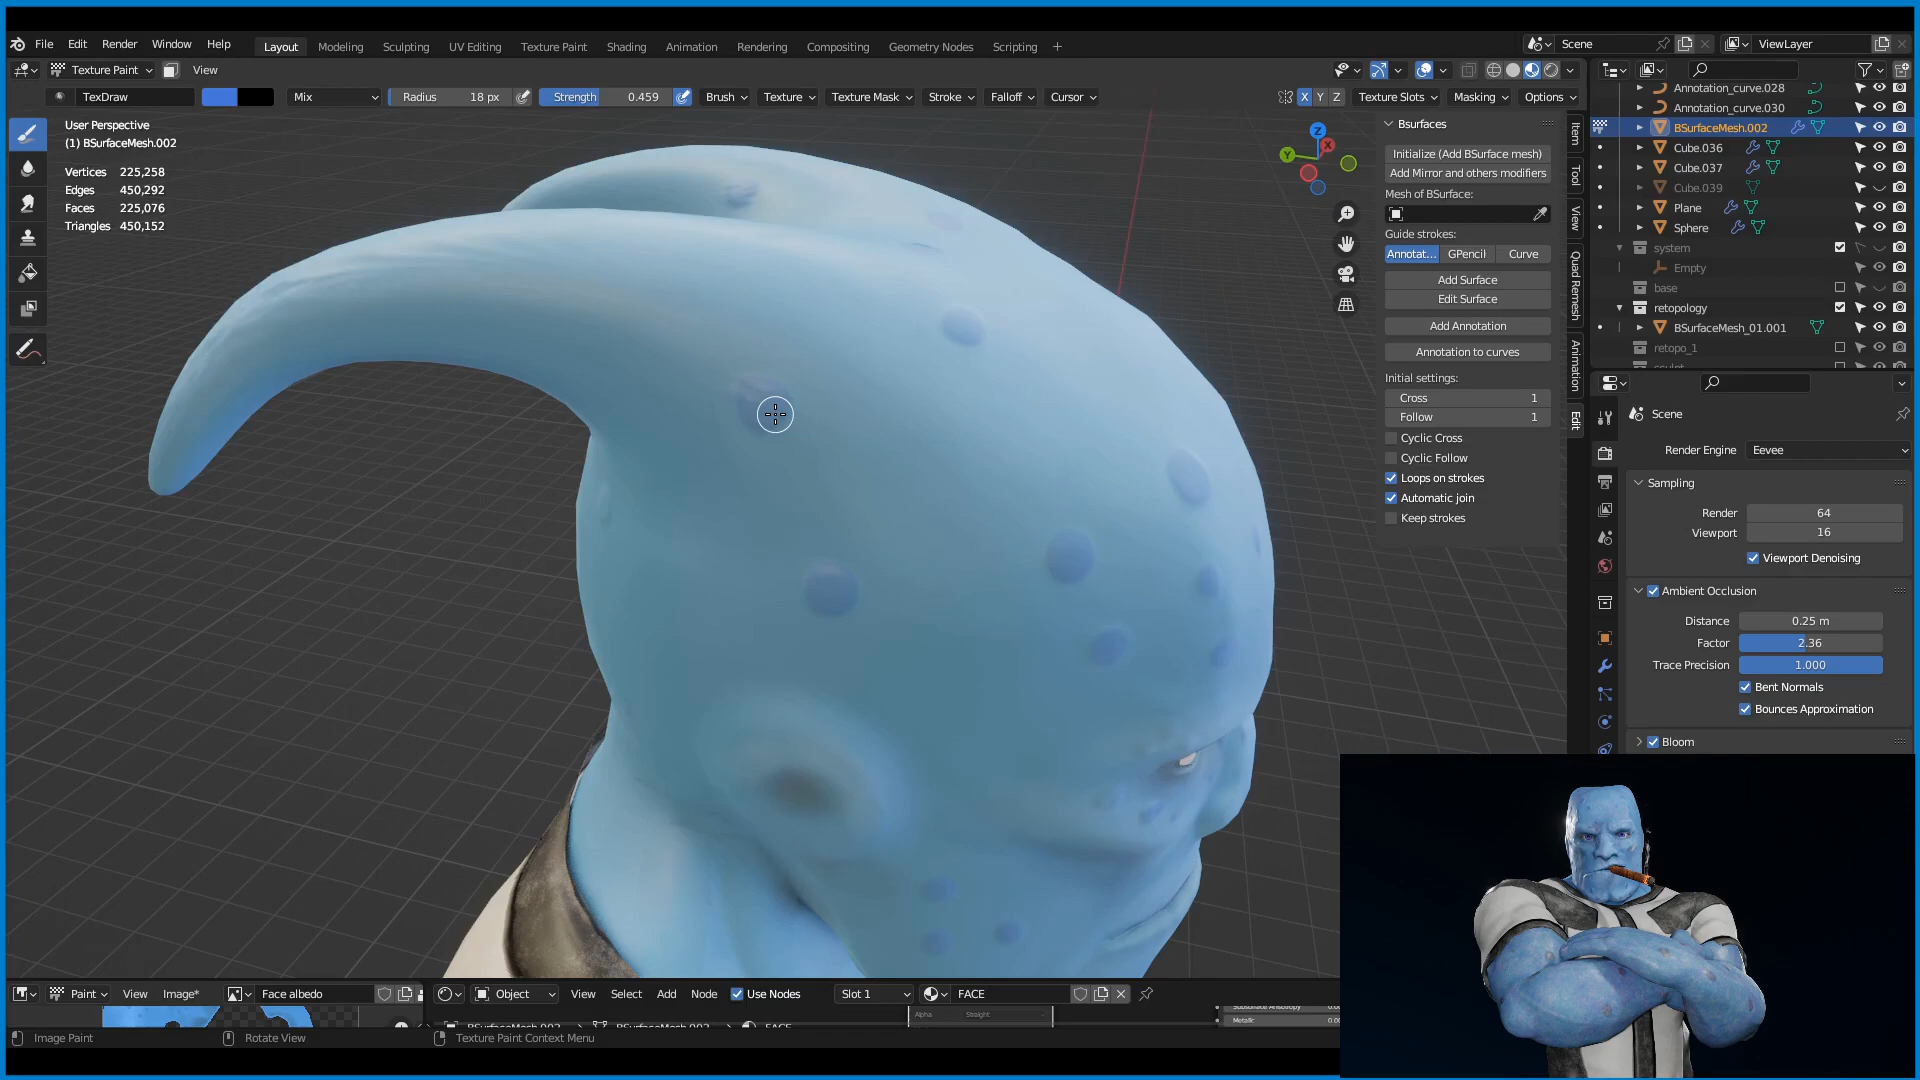 File Edit Render Window Help Layout Modeling Sculpting UV Editing Texture Paint Shading Animation Rendering Compositing Geometry Nodes Scripting + Scene ViewLayer
Texture Paint View
TexDraw Mix Radius 18 px Strength 0.459 Brush Texture Texture Mask Stroke Falloff Cursor X Y Z Texture Slots Masking Options
User Perspective
(1) BSurfaceMesh.002
Vertices 225,258
Edges 450,292
Faces 225,076
Triangles 450,152
Z
X
Y
Bsurfaces
Initialize (Add BSurface mesh)
Add Mirror and others modifiers
Mesh of BSurface:
Guide strokes:
Annotat... GPencil Curve
Add Surface
Edit Surface
Add Annotation
Annotation to curves
Initial settings:
Cross 1
Follow 1
Cyclic Cross
Cyclic Follow
Loops on strokes
Automatic join
Keep strokes
Item
Tool
View
Quad Remesh
Animation
Edit
Annotation_curve.028
Annotation_curve.030
BSurfaceMesh.002
Cube.036
Cube.037
Cube.039
Plane
Sphere
system
Empty
base
retopology
BSurfaceMesh_01.001
retopo_1
Scene
Render Engine Eevee
Sampling
Render 64
Viewport 16
Viewport Denoising
Ambient Occlusion
Distance 0.25 m
Factor 2.36
Trace Precision 1.000
Bent Normals
Bounces Approximation
Bloom
Paint View Image* Face albedo Object View Select Add Node Use Nodes Slot 1 FACE
Alpha Straight
Metallic
Image Paint Rotate View Texture Paint Context Menu